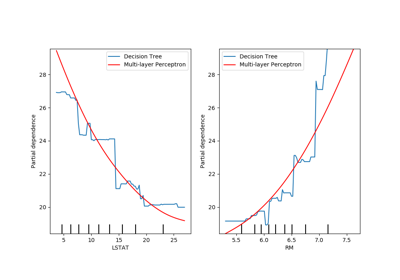 Decision Tree
Multi-layer Perceptron
28
26
24
22
20
Partial dependence
5
10
15
20
25
LSTAT
Decision Tree
Multi-layer Perceptron
28
26
24
22
20
Partial dependence
5.5
6.0
6.5
7.0
7.5
RM